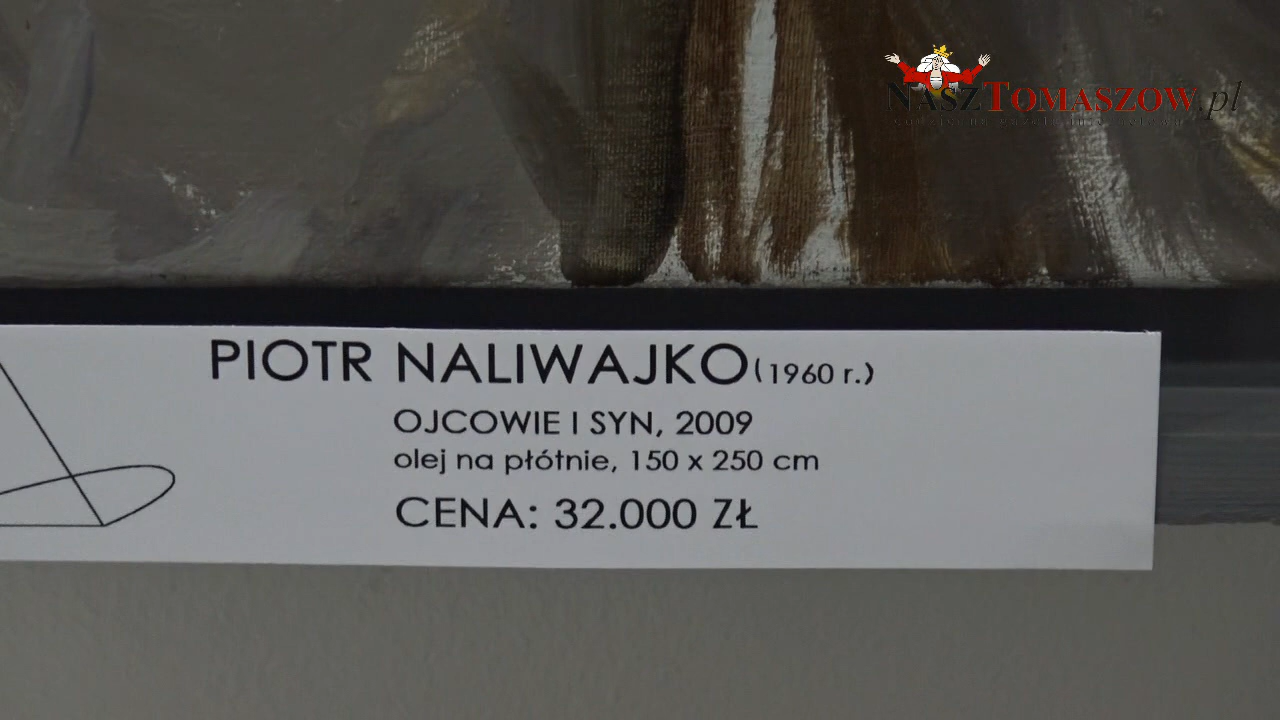 NASZTOMASZOW.pl
PIOTR NALIWAJKO (1960 r.)
OJCOWIE I SYN, 2009
olej na płótnie, 150 x 250 cm
CENA: 32.000 ZŁ